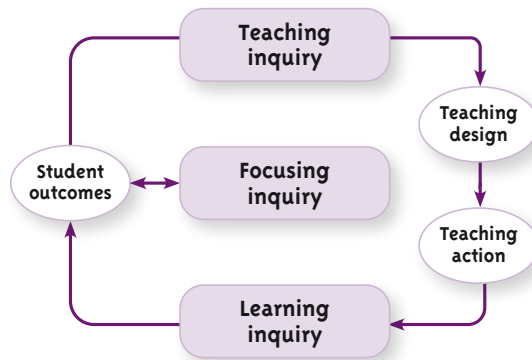 Teaching
inquiry
Teaching
design
Student
outcomes
Focusing
inquiry
Teaching
action
Learning
inquiry